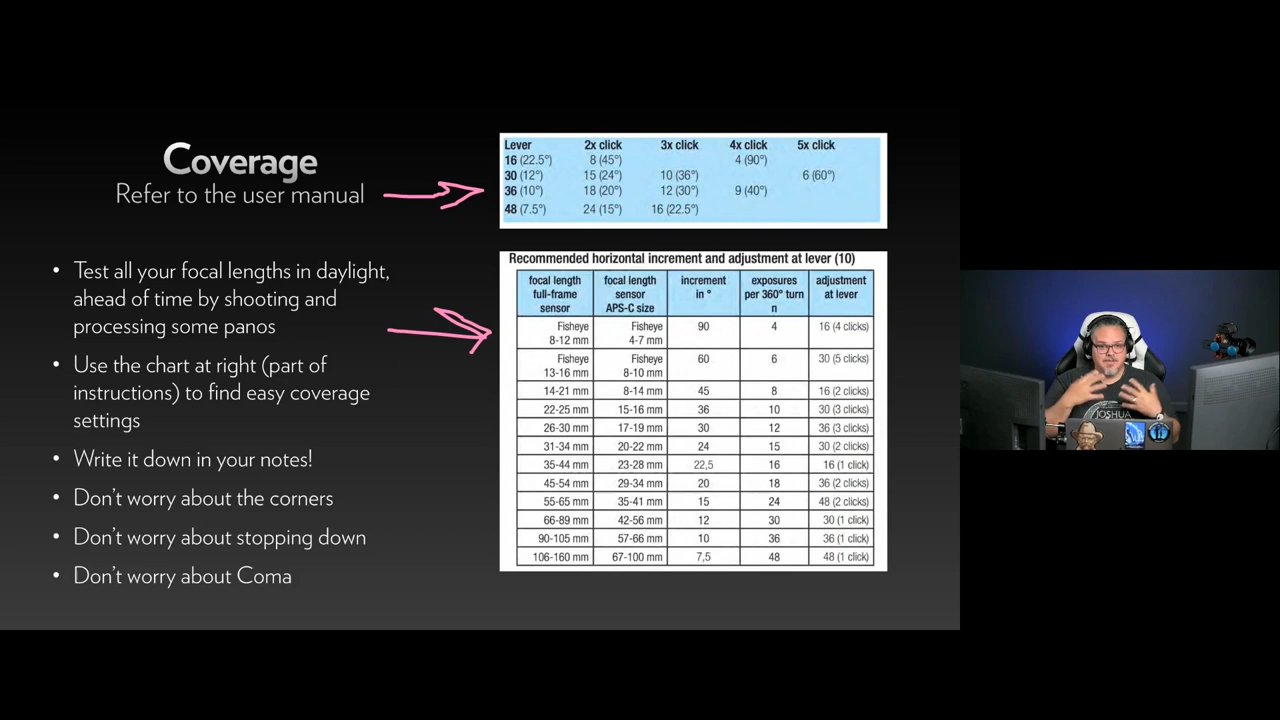 Coverage
Refer to the user manual
• Test all your focal lengths in daylight,
ahead of time by shooting and
processing some panos
• Use the chart at right (part of
instructions) to find easy coverage
settings
• Write it down in your notes!
• Don't worry about the corners
• Don't worry about stopping down
• Don't worry about Coma
Lever 2x click 3x click 4x click 5x click
16 (22.5°) 8 (45°) 4 (90°)
30 (12°) 15 (24°) 10 (36°) 6 (60°)
36 (10°) 18 (20°) 12 (30°) 9 (40°)
48 (7.5°) 24 (15°) 16 (22.5°)
Recommended horizontal increment and adjustment at lever (10)
focal length focal length increment exposures adjustment
full-frame sensor in ° per 360° turn at lever
sensor APS-C size n
Fisheye Fisheye 90 4 16 (4 clicks)
8-12 mm 4-7 mm
Fisheye Fisheye 60 6 30 (5 clicks)
13-16 mm 8-10 mm
14-21 mm 8-14 mm 45 8 16 (2 clicks)
22-25 mm 15-16 mm 36 10 30 (3 clicks)
26-30 mm 17-19 mm 30 12 36 (3 clicks)
31-34 mm 20-22 mm 24 15 30 (2 clicks)
35-44 mm 23-28 mm 22,5 16 16 (1 click)
45-54 mm 29-34 mm 20 18 36 (2 clicks)
55-65 mm 35-41 mm 15 24 48 (2 clicks)
66-89 mm 42-56 mm 12 30 30 (1 click)
90-105 mm 57-66 mm 10 36 36 (1 click)
106-160 mm 67-100 mm 7,5 48 48 (1 click)
JOSHUA